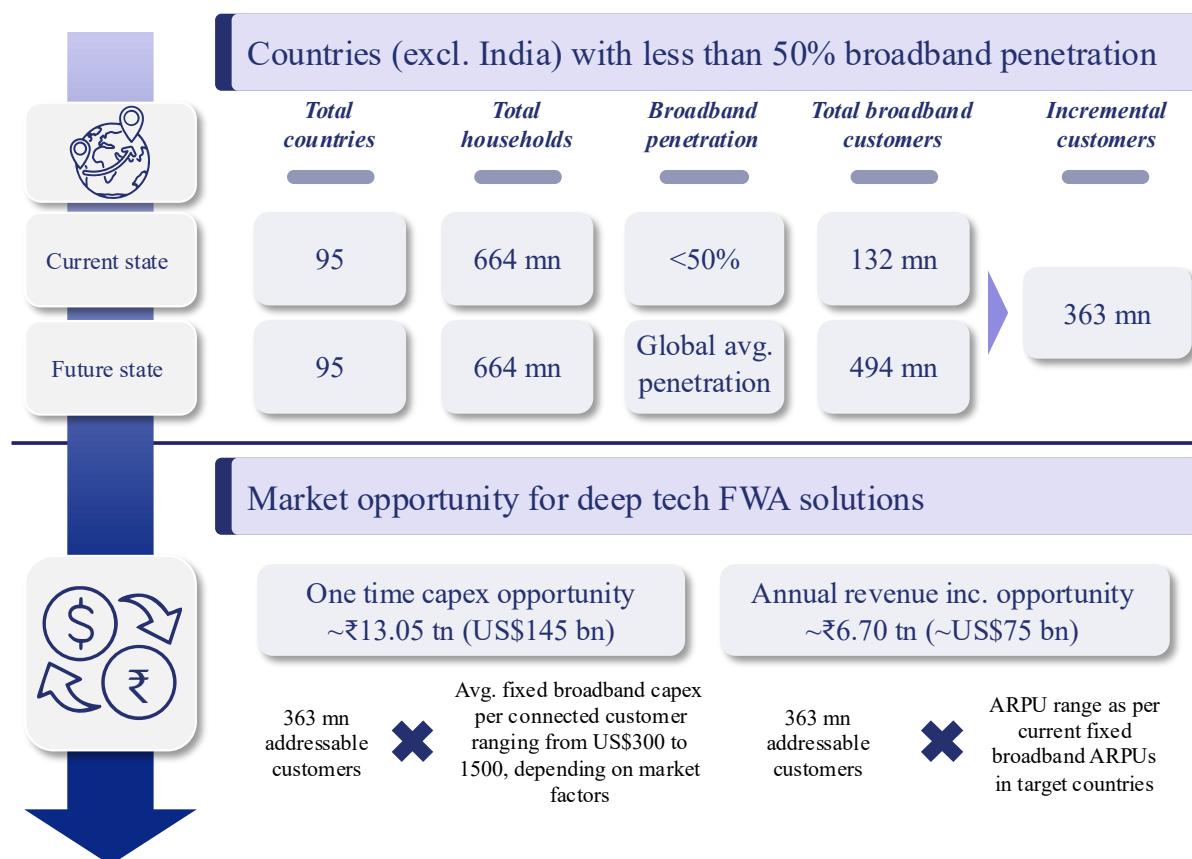 Countries (excl. India) with less than 50% broadband penetration
Total countries
Total households
Broadband penetration
Total broadband customers
Incremental customers
Current state
95
664 mn
<50%
132 mn
363 mn
Future state
95
664 mn
Global avg. penetration
494 mn
Market opportunity for deep tech FWA solutions
$
₹
One time capex opportunity
~₹13.05 tn (US$145 bn)
Annual revenue inc. opportunity
~₹6.70 tn (~US$75 bn)
363 mn
addressable
customers
Avg. fixed broadband capex
per connected customer
ranging from US$300 to
1500, depending on market
factors
363 mn
addressable
customers
ARPU range as per
current fixed
broadband ARPUs
in target countries